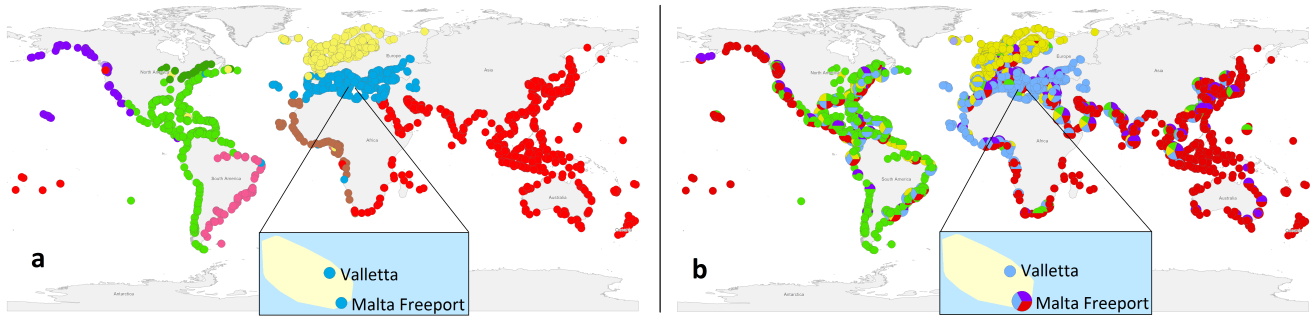 North America
Europe
Asia
Africa
South America
Australia
a
Valletta
Malta Freeport
Antarctica
North America
Europe
Asia
Africa
South America
Australia
b
Valletta
Malta Freeport
Antarctica